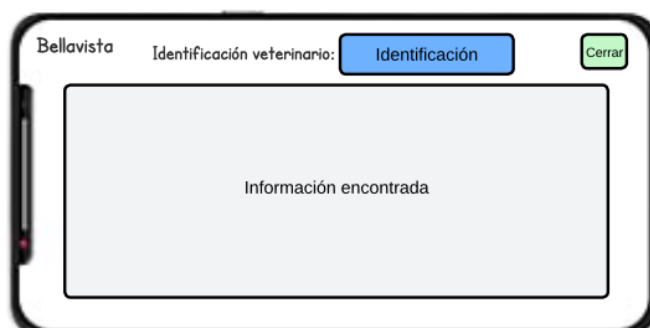 Bellavista
Identificación veterinario: Identificación
Cerrar
Información encontrada